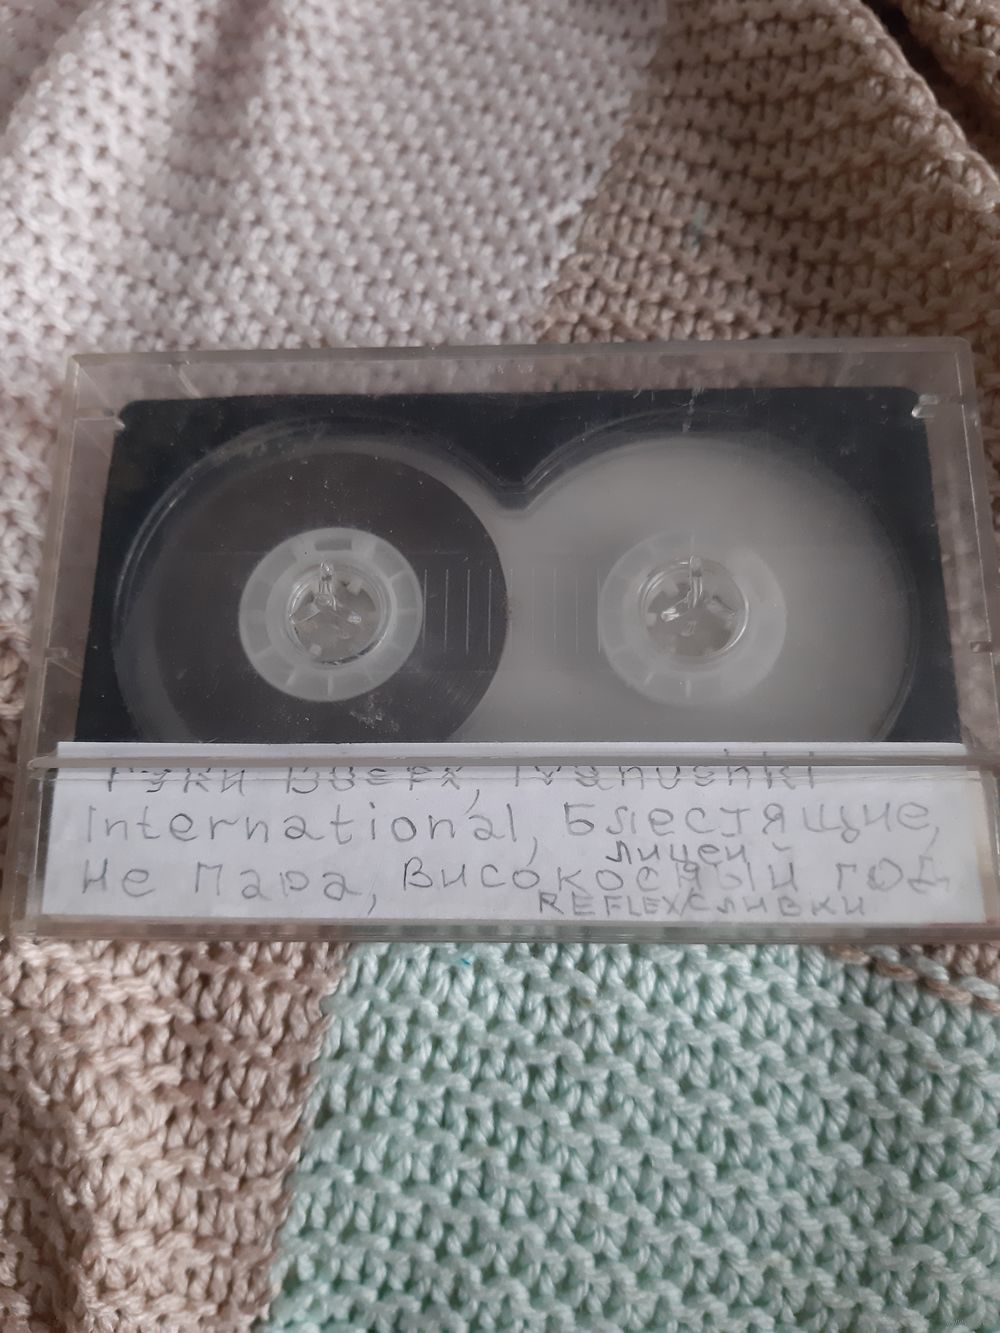 Руки Вверх, Ivanushki
International, Блестящие,
лицей
Не Пара, Високосный год
REFLEX/сливки